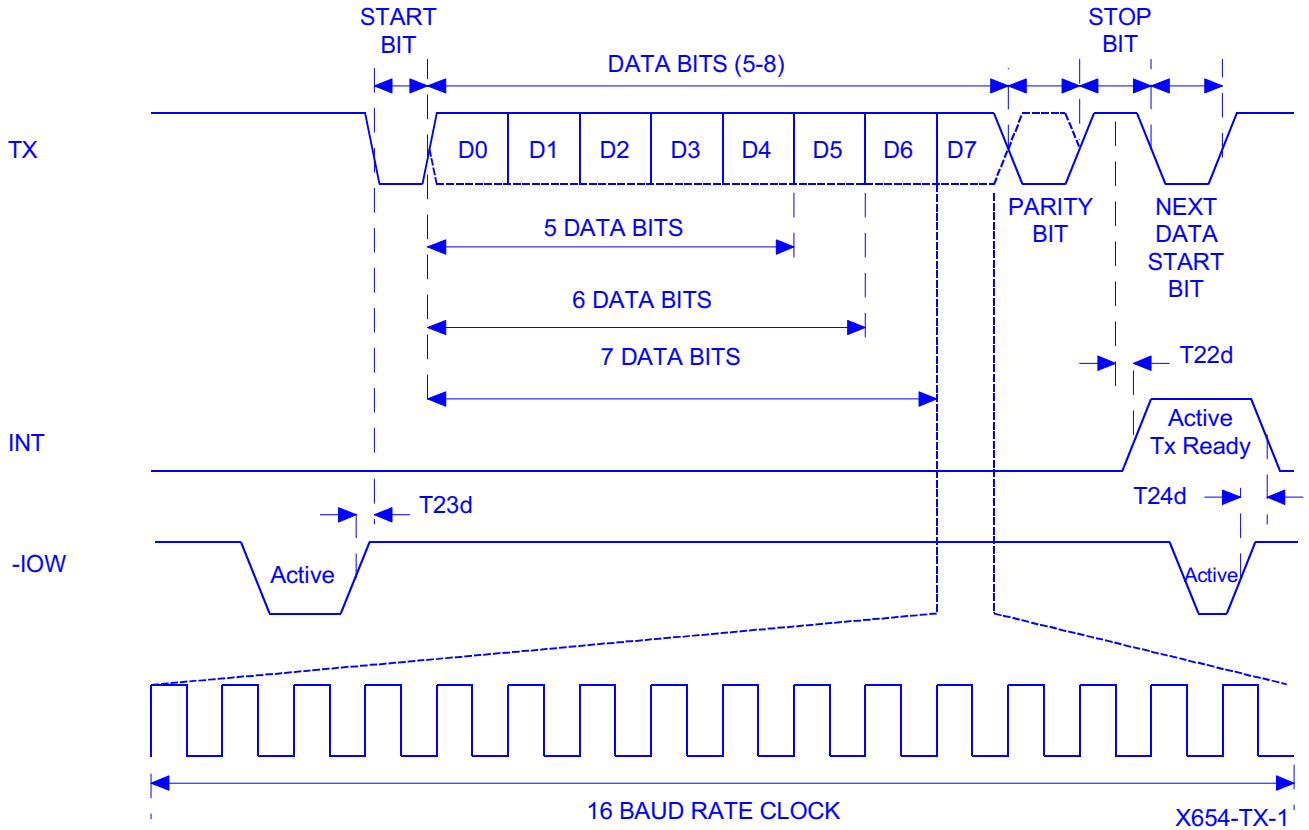 START
BIT
DATA BITS (5-8)
STOP
BIT
TX
D0
D1
D2
D3
D4
D5
D6
D7
PARITY
BIT
NEXT
DATA
START
BIT
5 DATA BITS
6 DATA BITS
7 DATA BITS
T22d
INT
Active
Tx Ready
T23d
T24d
-IOW
Active
Active
16 BAUD RATE CLOCK
X654-TX-1